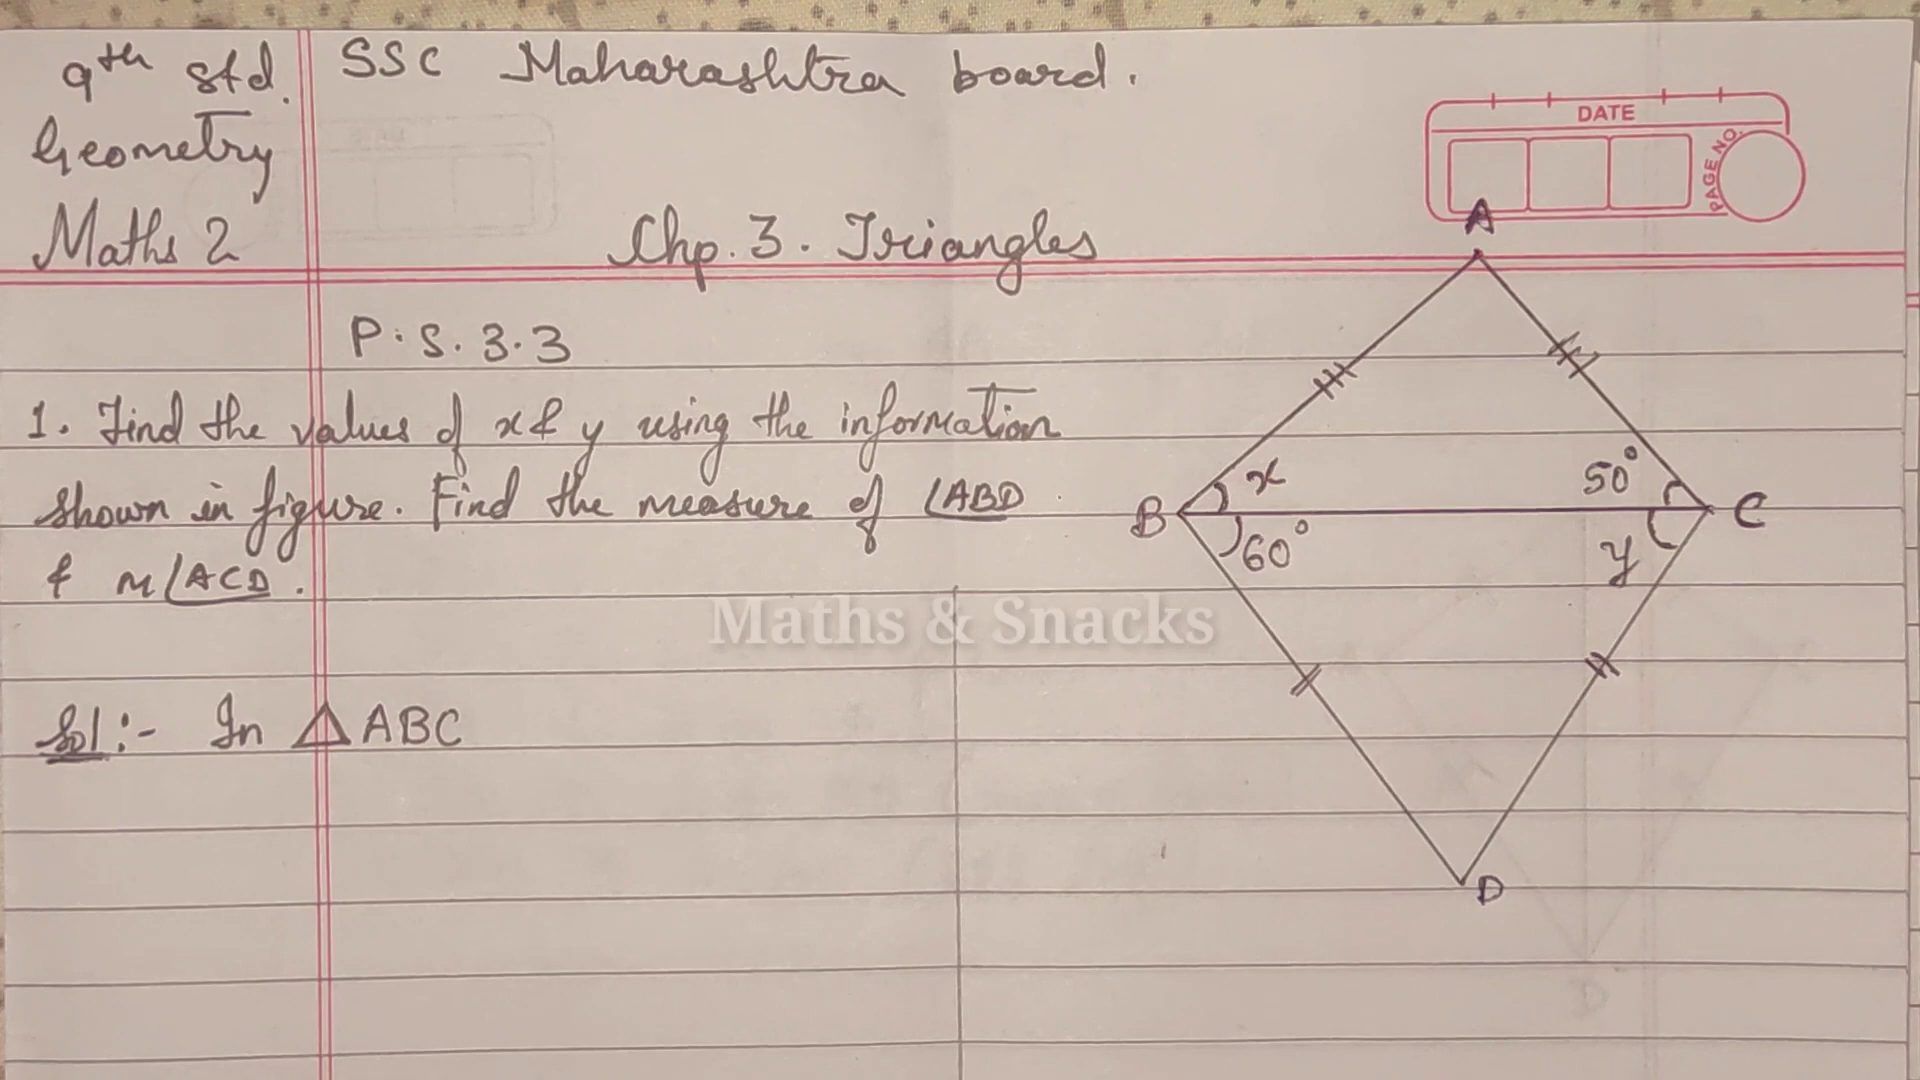 9th std. SSC Maharashtra board.
Geometry
Maths 2 Chp. 3. Triangles
DATE
PAGE NO.
P.S. 3.3
1. Find the values of x & y using the information
shown in figure. Find the measure of ∠ABD
& m∠ACD.
Sol:- In △ABC
A
x
50°
B
C
60°
y
D
Maths & Snacks